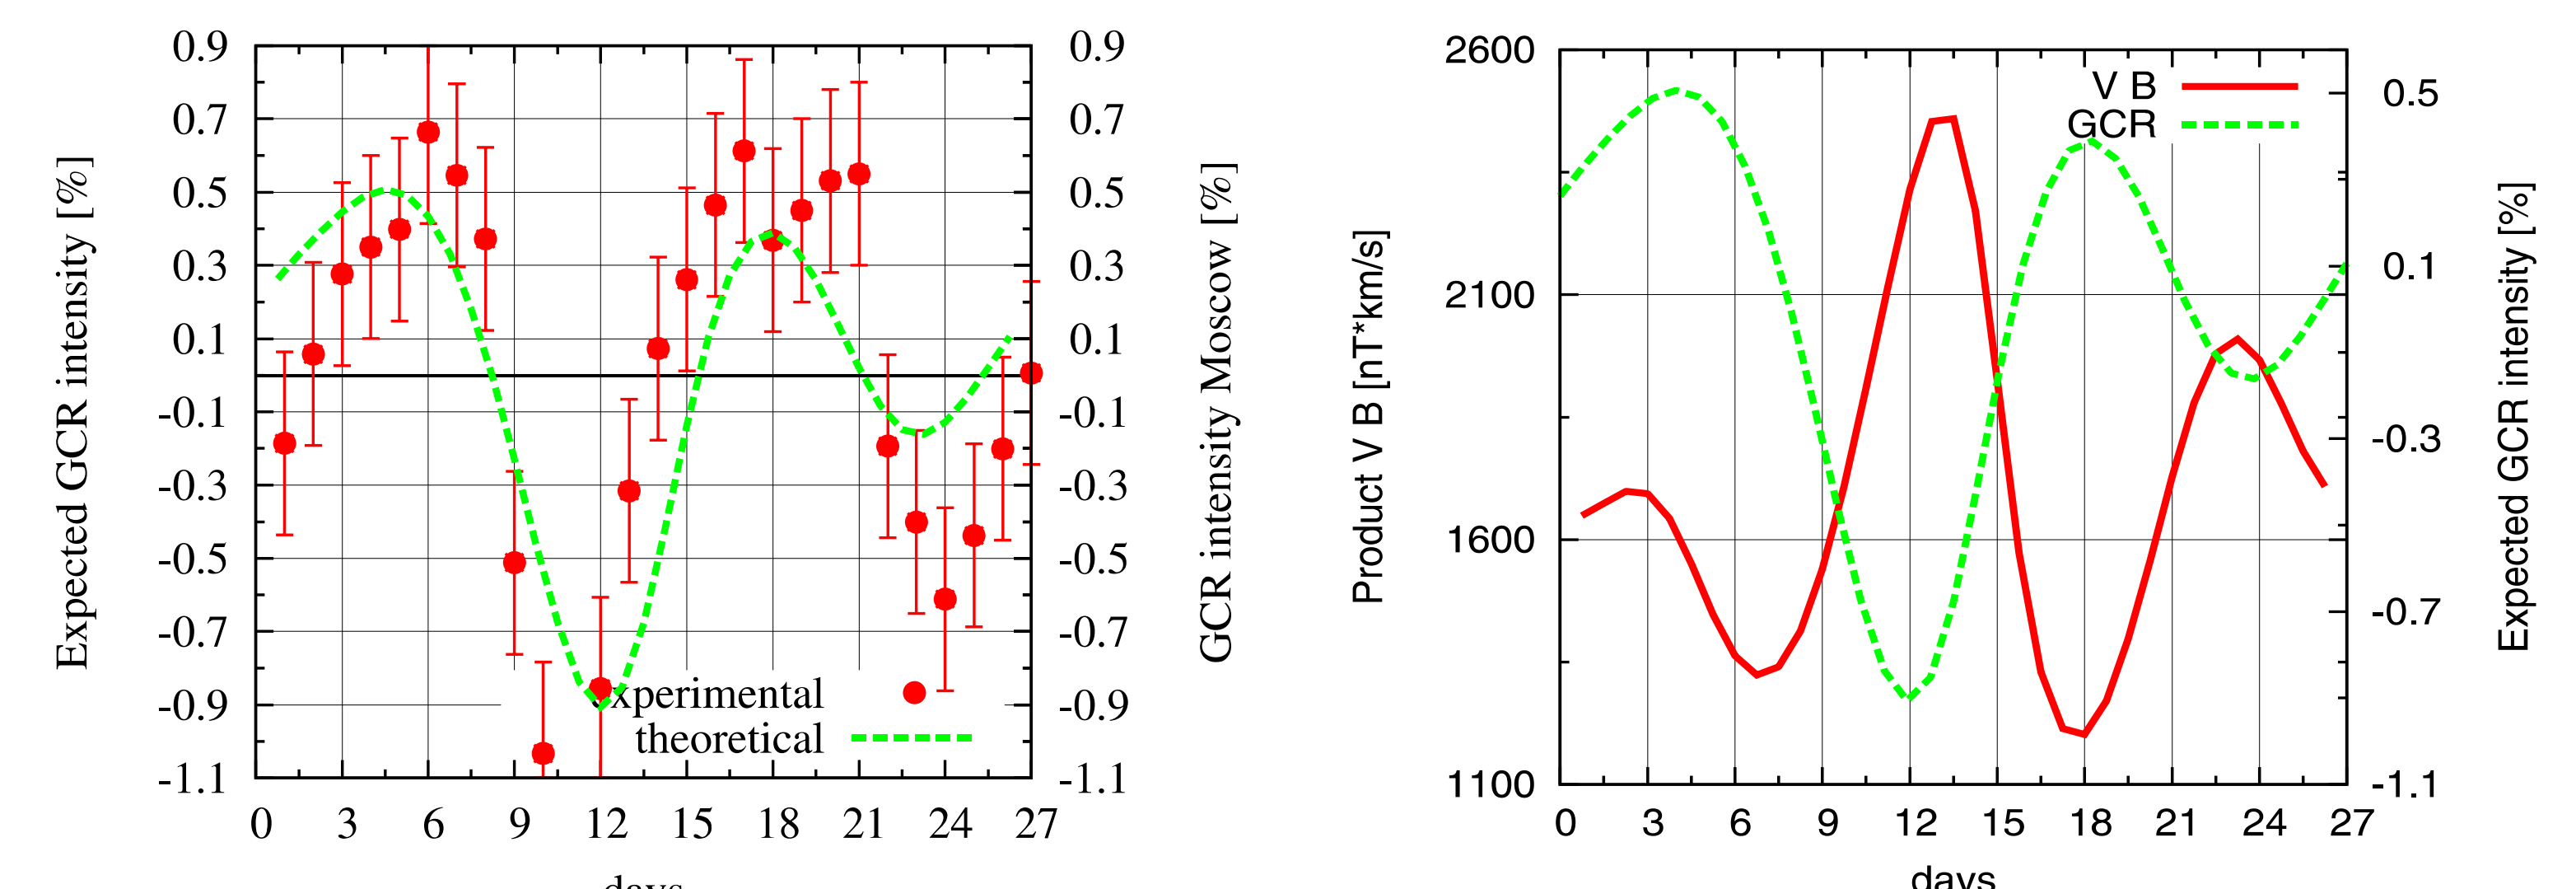 Expected GCR intensity [%]
0.9
0.7
0.5
0.3
0.1
-0.1
-0.3
-0.5
-0.7
-0.9
-1.1
0 3 6 9 12 15 18 21 24 27
days
xperimental
theoretical
0.9
0.7
0.5
0.3
0.1
-0.1
-0.3
-0.5
-0.7
-0.9
-1.1
GCR intensity Moscow [%]
Product V B [nT*km/s]
2600
2100
1600
1100
0 3 6 9 12 15 18 21 24 27
days
V B
GCR
0.5
0.1
-0.3
-0.7
-1.1
Expected GCR intensity [%]